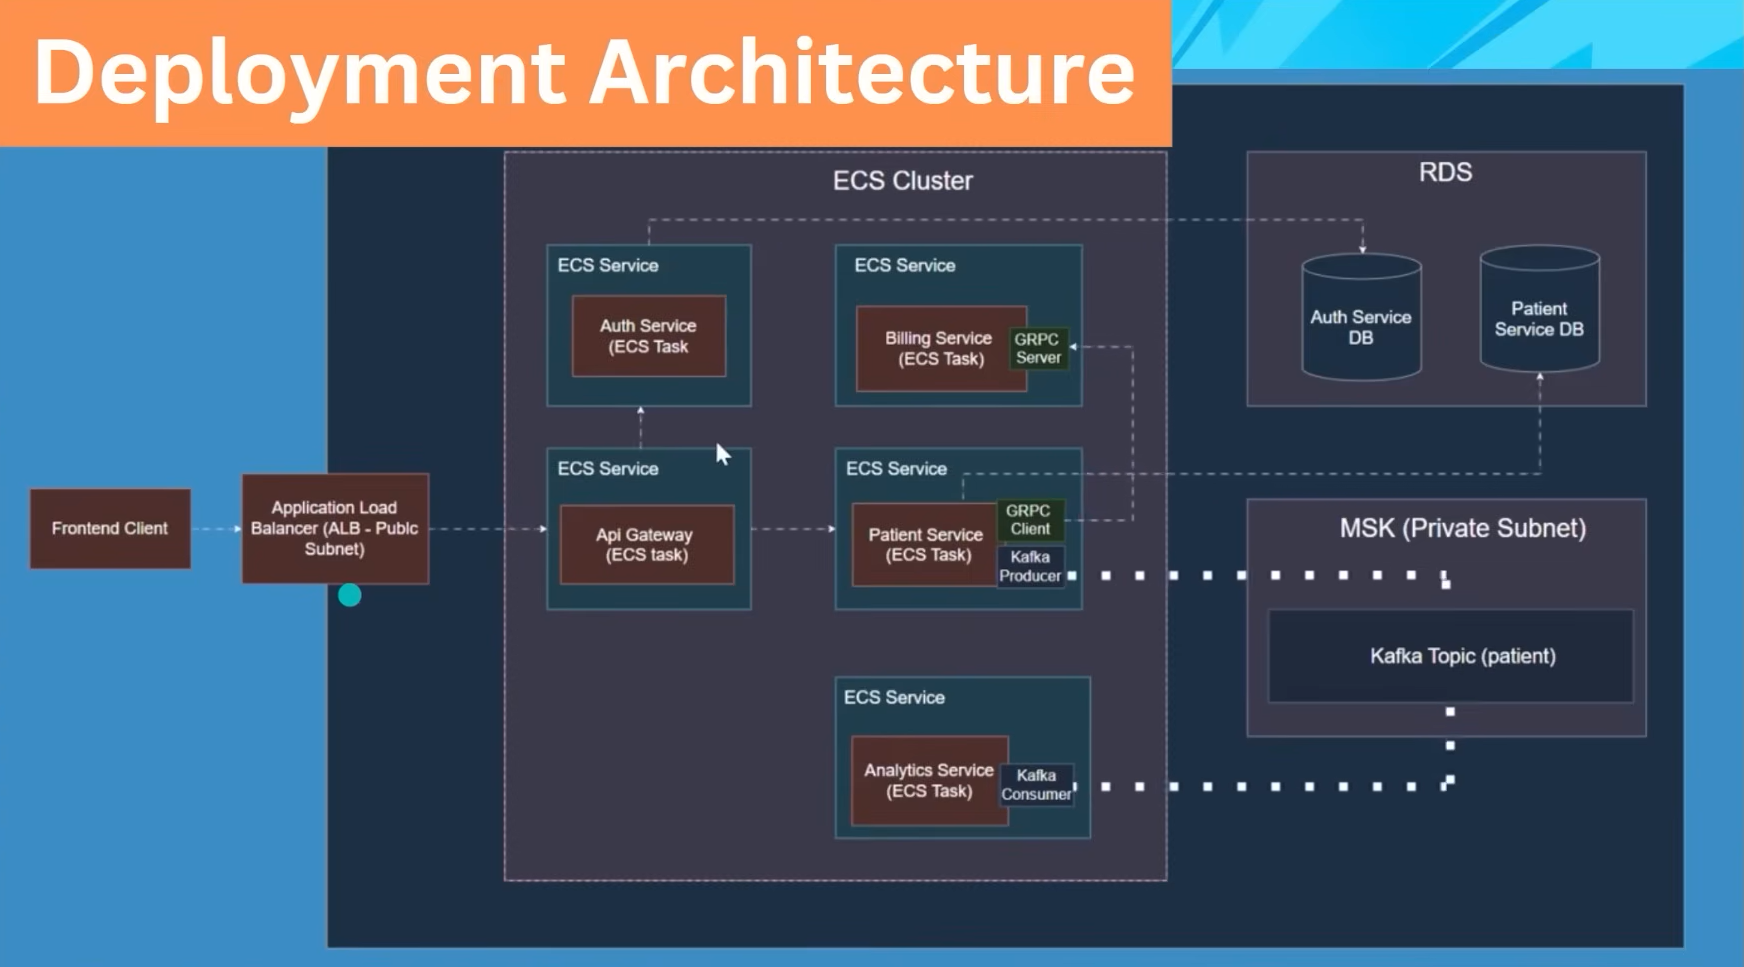 Deployment Architecture
ECS Cluster
RDS
ECS Service
Auth Service
(ECS Task
ECS Service
Billing Service
(ECS Task)
GRPC
Server
Auth Service
DB
Patient
Service DB
Frontend Client
Application Load
Balancer (ALB - Publc
Subnet)
ECS Service
Api Gateway
(ECS task)
ECS Service
Patient Service
(ECS Task)
GRPC
Client
Kafka
Producer
MSK (Private Subnet)
Kafka Topic (patient)
ECS Service
Analytics Service
(ECS Task)
Kafka
Consumer